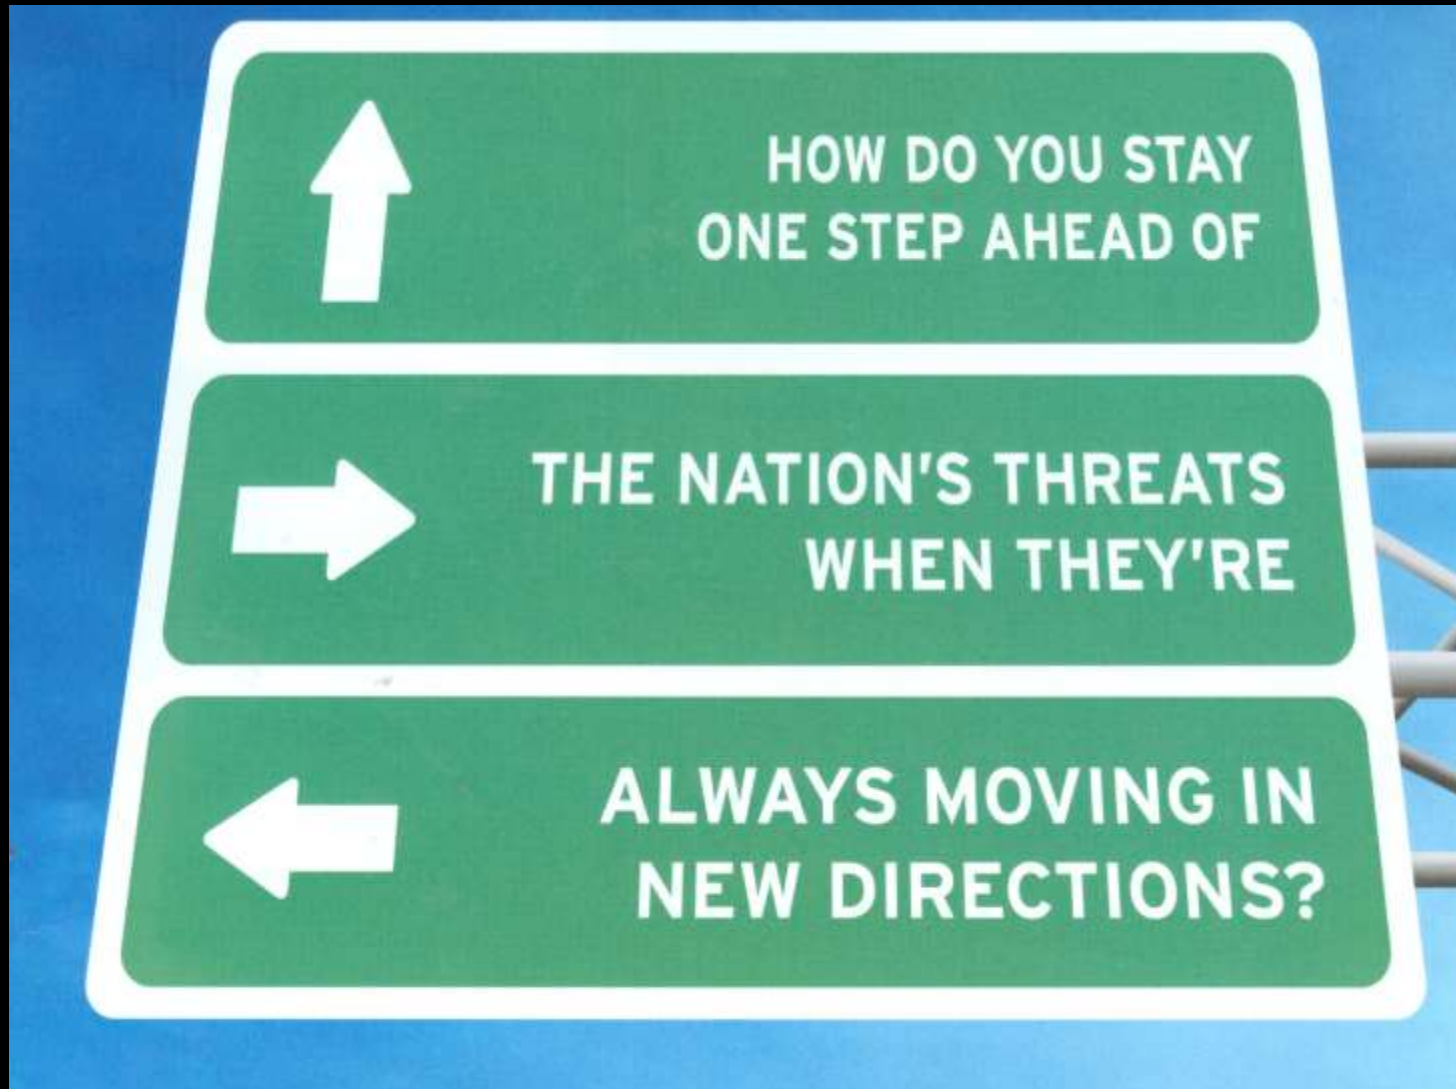 HOW DO YOU STAY
ONE STEP AHEAD OF
THE NATION'S THREATS
WHEN THEY'RE
ALWAYS MOVING IN
NEW DIRECTIONS?